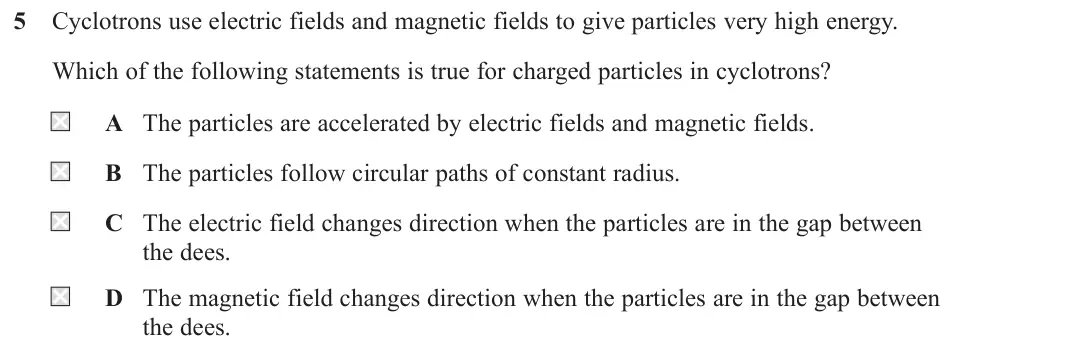 5 Cyclotrons use electric fields and magnetic fields to give particles very high energy.
Which of the following statements is true for charged particles in cyclotrons?
A The particles are accelerated by electric fields and magnetic fields.
B The particles follow circular paths of constant radius.
C The electric field changes direction when the particles are in the gap between
the dees.
D The magnetic field changes direction when the particles are in the gap between
the dees.